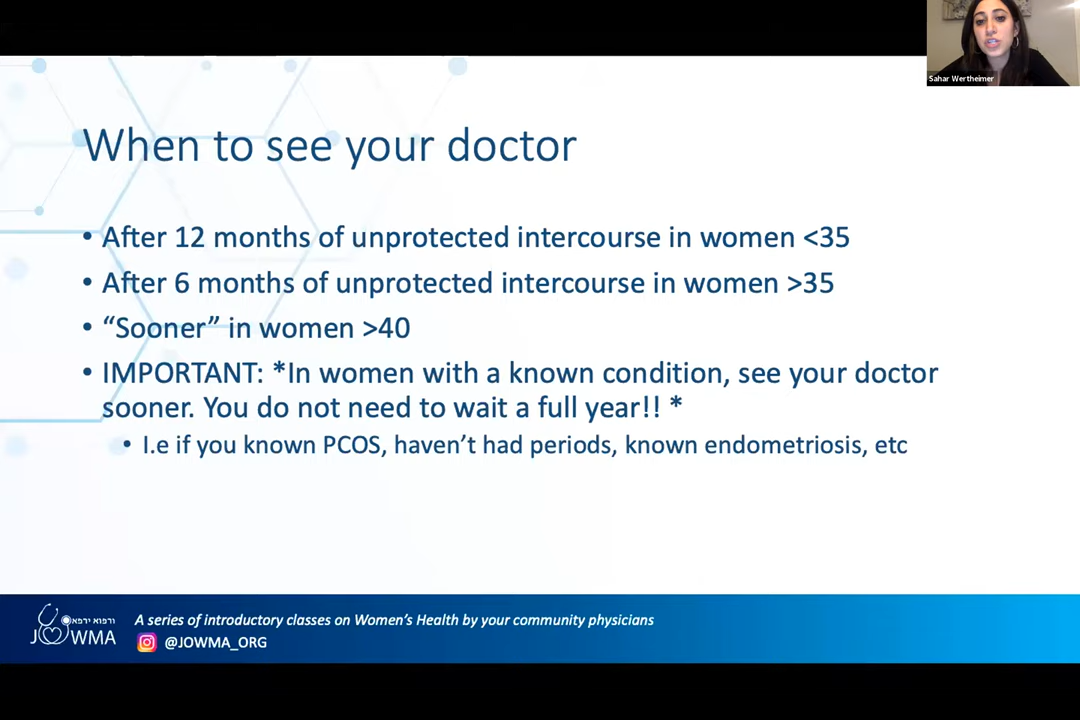 Sahar Wertheimer
When to see your doctor
• After 12 months of unprotected intercourse in women <35
• After 6 months of unprotected intercourse in women >35
• “Sooner” in women >40
• IMPORTANT: *In women with a known condition, see your doctor
sooner. You do not need to wait a full year!! *
• I.e if you known PCOS, haven’t had periods, known endometriosis, etc
ורפוא ירפא
JOWMA
A series of introductory classes on Women’s Health by your community physicians
@JOWMA_ORG